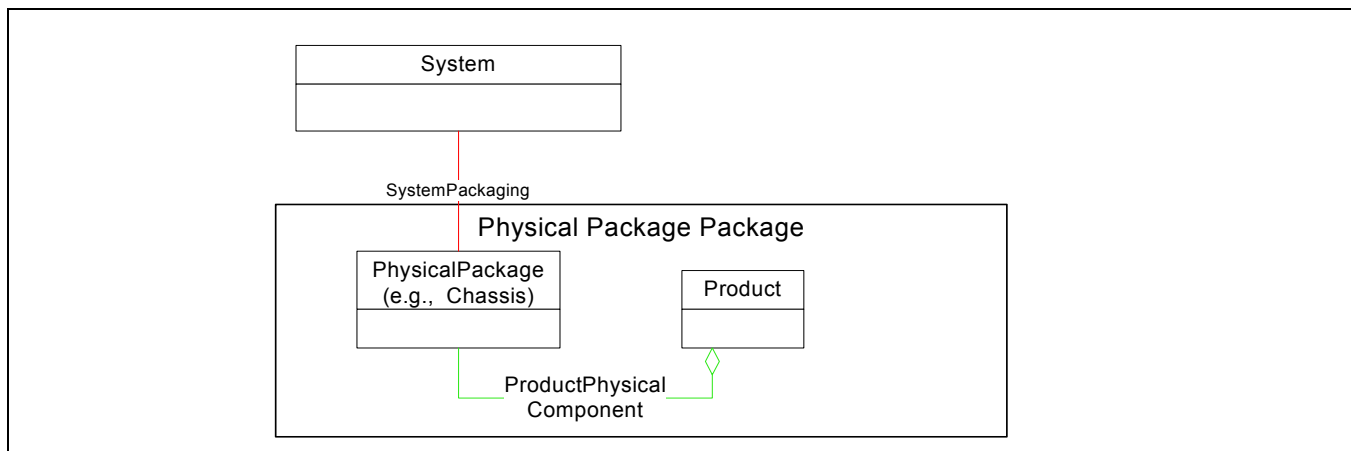 System
SystemPackaging
Physical Package Package
PhysicalPackage
(e.g., Chassis)
Product
ProductPhysical
Component